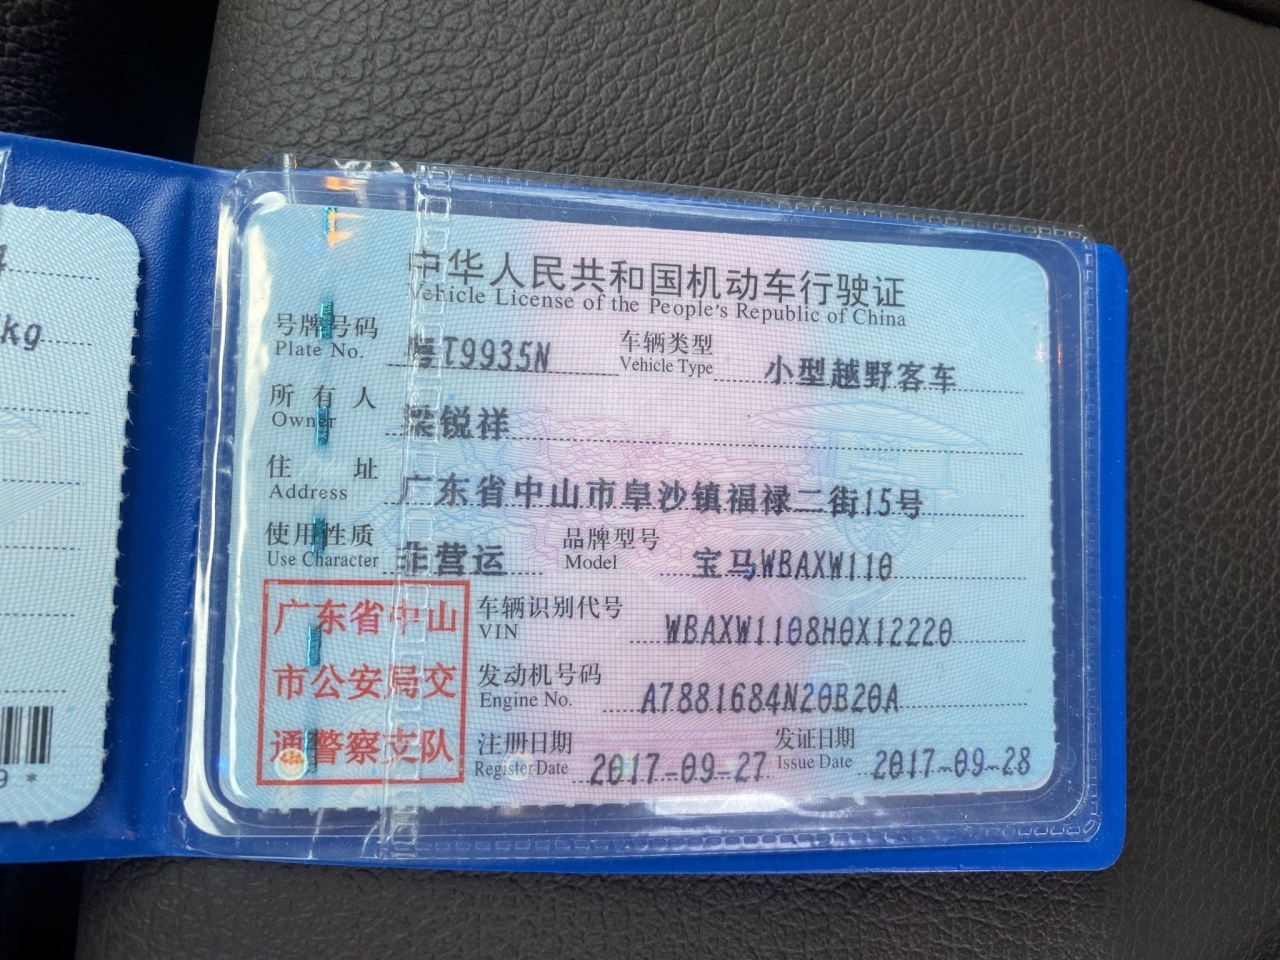 4
kg
9 *
中华人民共和国机动车行驶证
Vehicle License of the People's Republic of China
号牌号码 粤T9935N 车辆类型 小型越野客车
Plate No. Vehicle Type
所有人 梁锐祥
Owner
住址 广东省中山市阜沙镇福禄二街15号
Address
使用性质 非营运 品牌型号 宝马WBAXW110
Use Character Model
广东省中山
市公安局交
通警察支队
车辆识别代号 WBAXW1108H0X12220
VIN
发动机号码 A7881684N20B20A
Engine No.
注册日期 2017-09-27 发证日期 2017-09-28
Register Date Issue Date